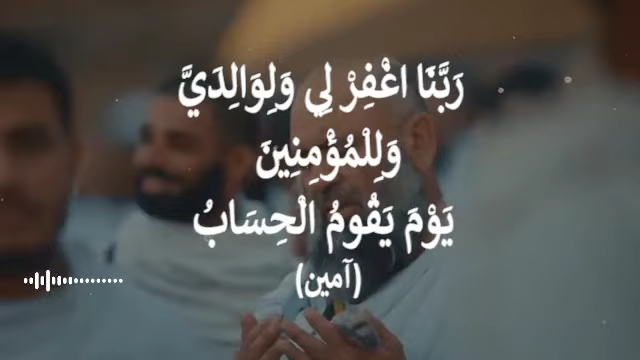 رَبَّنَا اغْفِرْ لِي وَلِوَالِدَيَّ
وَلِلْمُؤْمِنِينَ
يَوْمَ يَقُومُ الْحِسَابُ
(آمين)